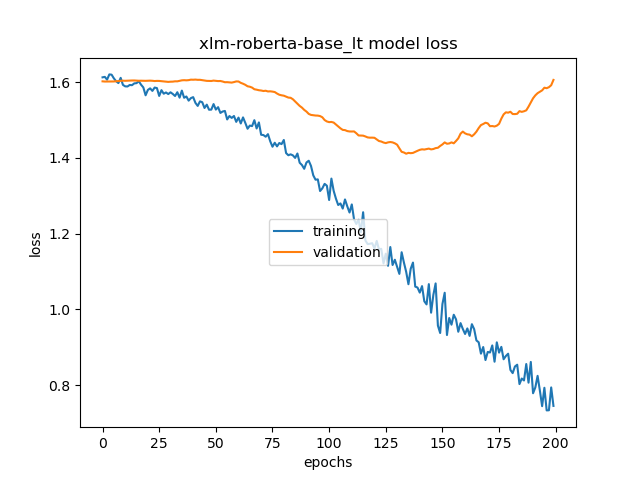 xlm-roberta-base_lt model loss
1.6
1.4
1.2
1.0
0.8
loss
training
validation
0 25 50 75 100 125 150 175 200
epochs